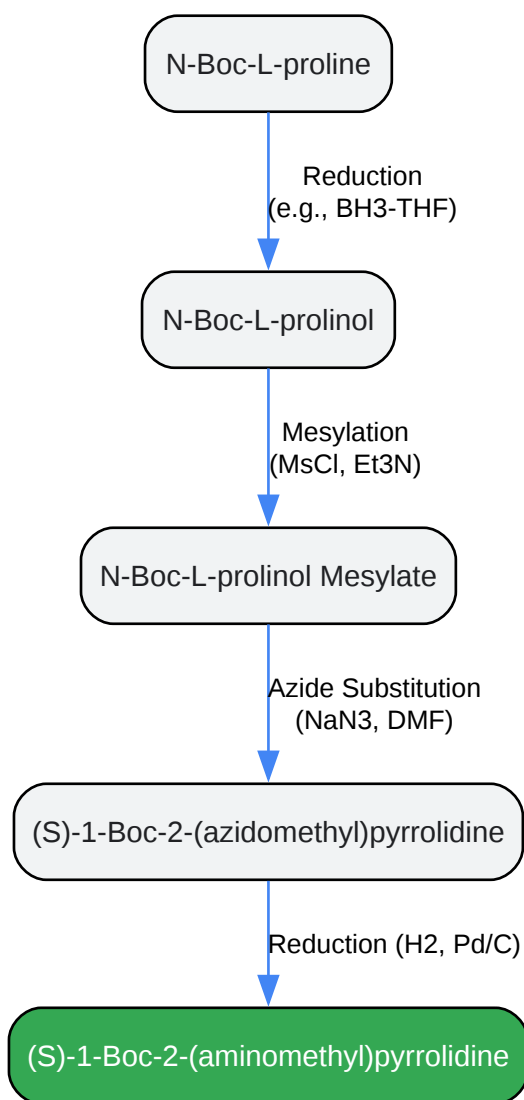 N-Boc-L-proline
Reduction
(e.g., BH3-THF)
N-Boc-L-prolinol
Mesylation
(MsCl, Et3N)
N-Boc-L-prolinol Mesylate
Azide Substitution
(NaN3, DMF)
(S)-1-Boc-2-(azidomethyl)pyrrolidine
Reduction (H2, Pd/C)
(S)-1-Boc-2-(aminomethyl)pyrrolidine